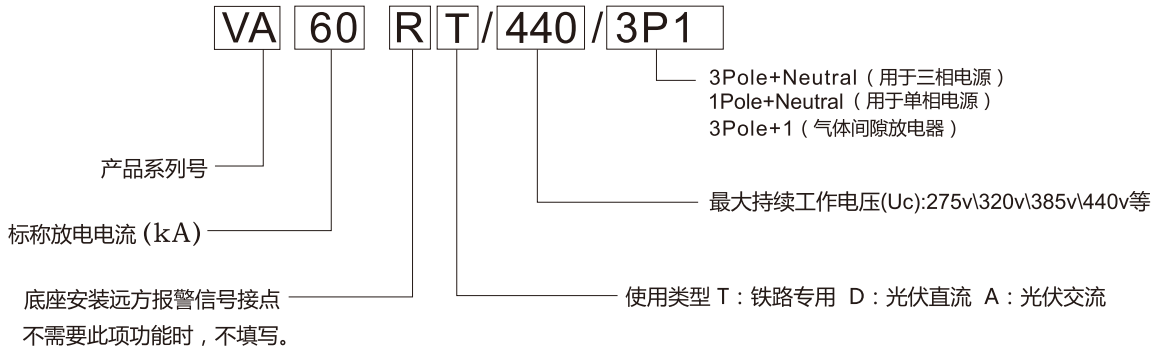 VA 60 R T/440/3P1
3Pole+Neutral（用于三相电源）
1Pole+Neutral（用于单相电源）
3Pole+1（气体间隙放电器）
产品系列号
最大持续工作电压(Uc):275v\320v\385v\440v等
标称放电电流(kA)
底座安装远方报警信号接点
不需要此项功能时，不填写。
使用类型 T：铁路专用 D：光伏直流 A：光伏交流